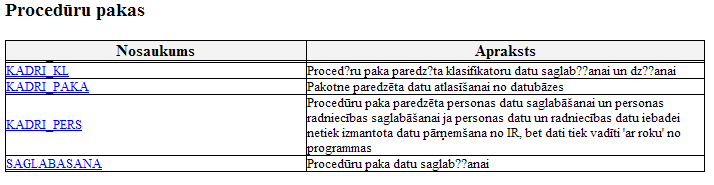 Procedūru pakas
Nosaukums Apraksts
KADRI_KL Proced?ru paka paredz?ta klasifikatoru datu saglab??anai un dz??anai
KADRI_PAKA Pakotne paredzēta datu atlasīšanai no datubāzes
KADRI_PERS Procedūru paka paredzēta personas datu saglabāšanai un personas
radniecības saglabāšanai ja personas datu un radniecības datu iebadei
netiek izmantota datu pārņemšana no IR, bet dati tiek vadīti 'ar roku' no
programmas
SAGLABASANA Procedūru paka datu saglab??anai